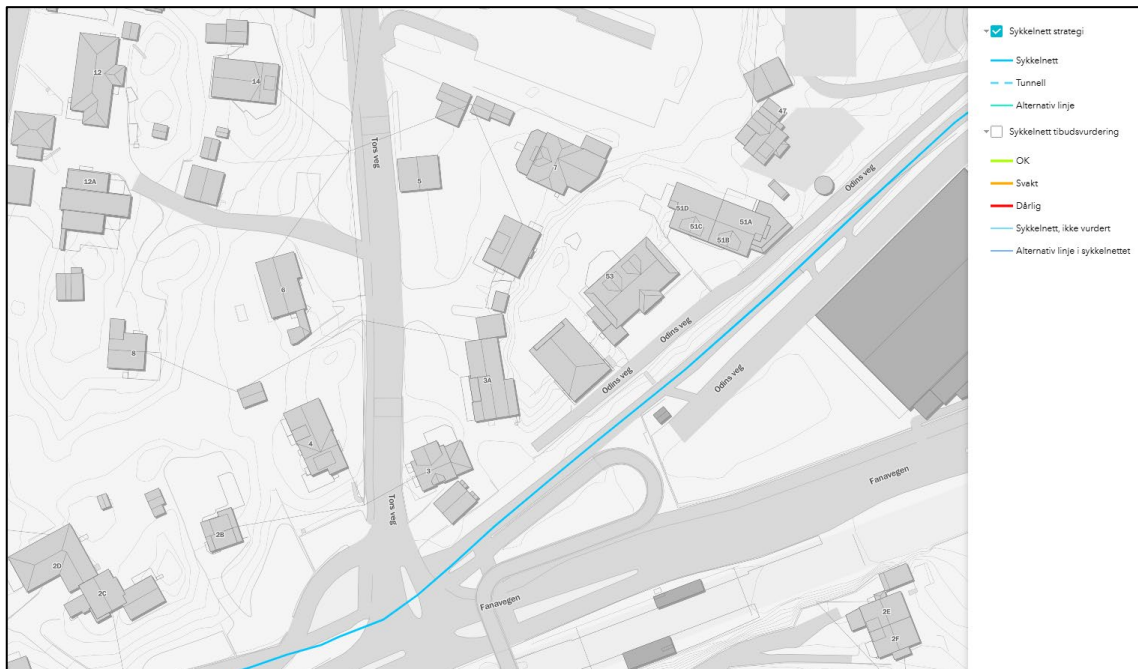 12
14
12A
Tors veg
5
7
47
Odins veg
51D
51C
51A
51B
6
53
Odins veg
8
Odins veg
3A
4
3
Fanavegen
Tors veg
2B
2D
2C
Fanavegen
2E
2F
Sykkelnett strategi
Sykkelnett
Tunnell
Alternativ linje
Sykkelnett tibudsvurdering
OK
Svakt
Dårlig
Sykkelnett, ikke vurdert
Alternativ linje i sykkelnettet